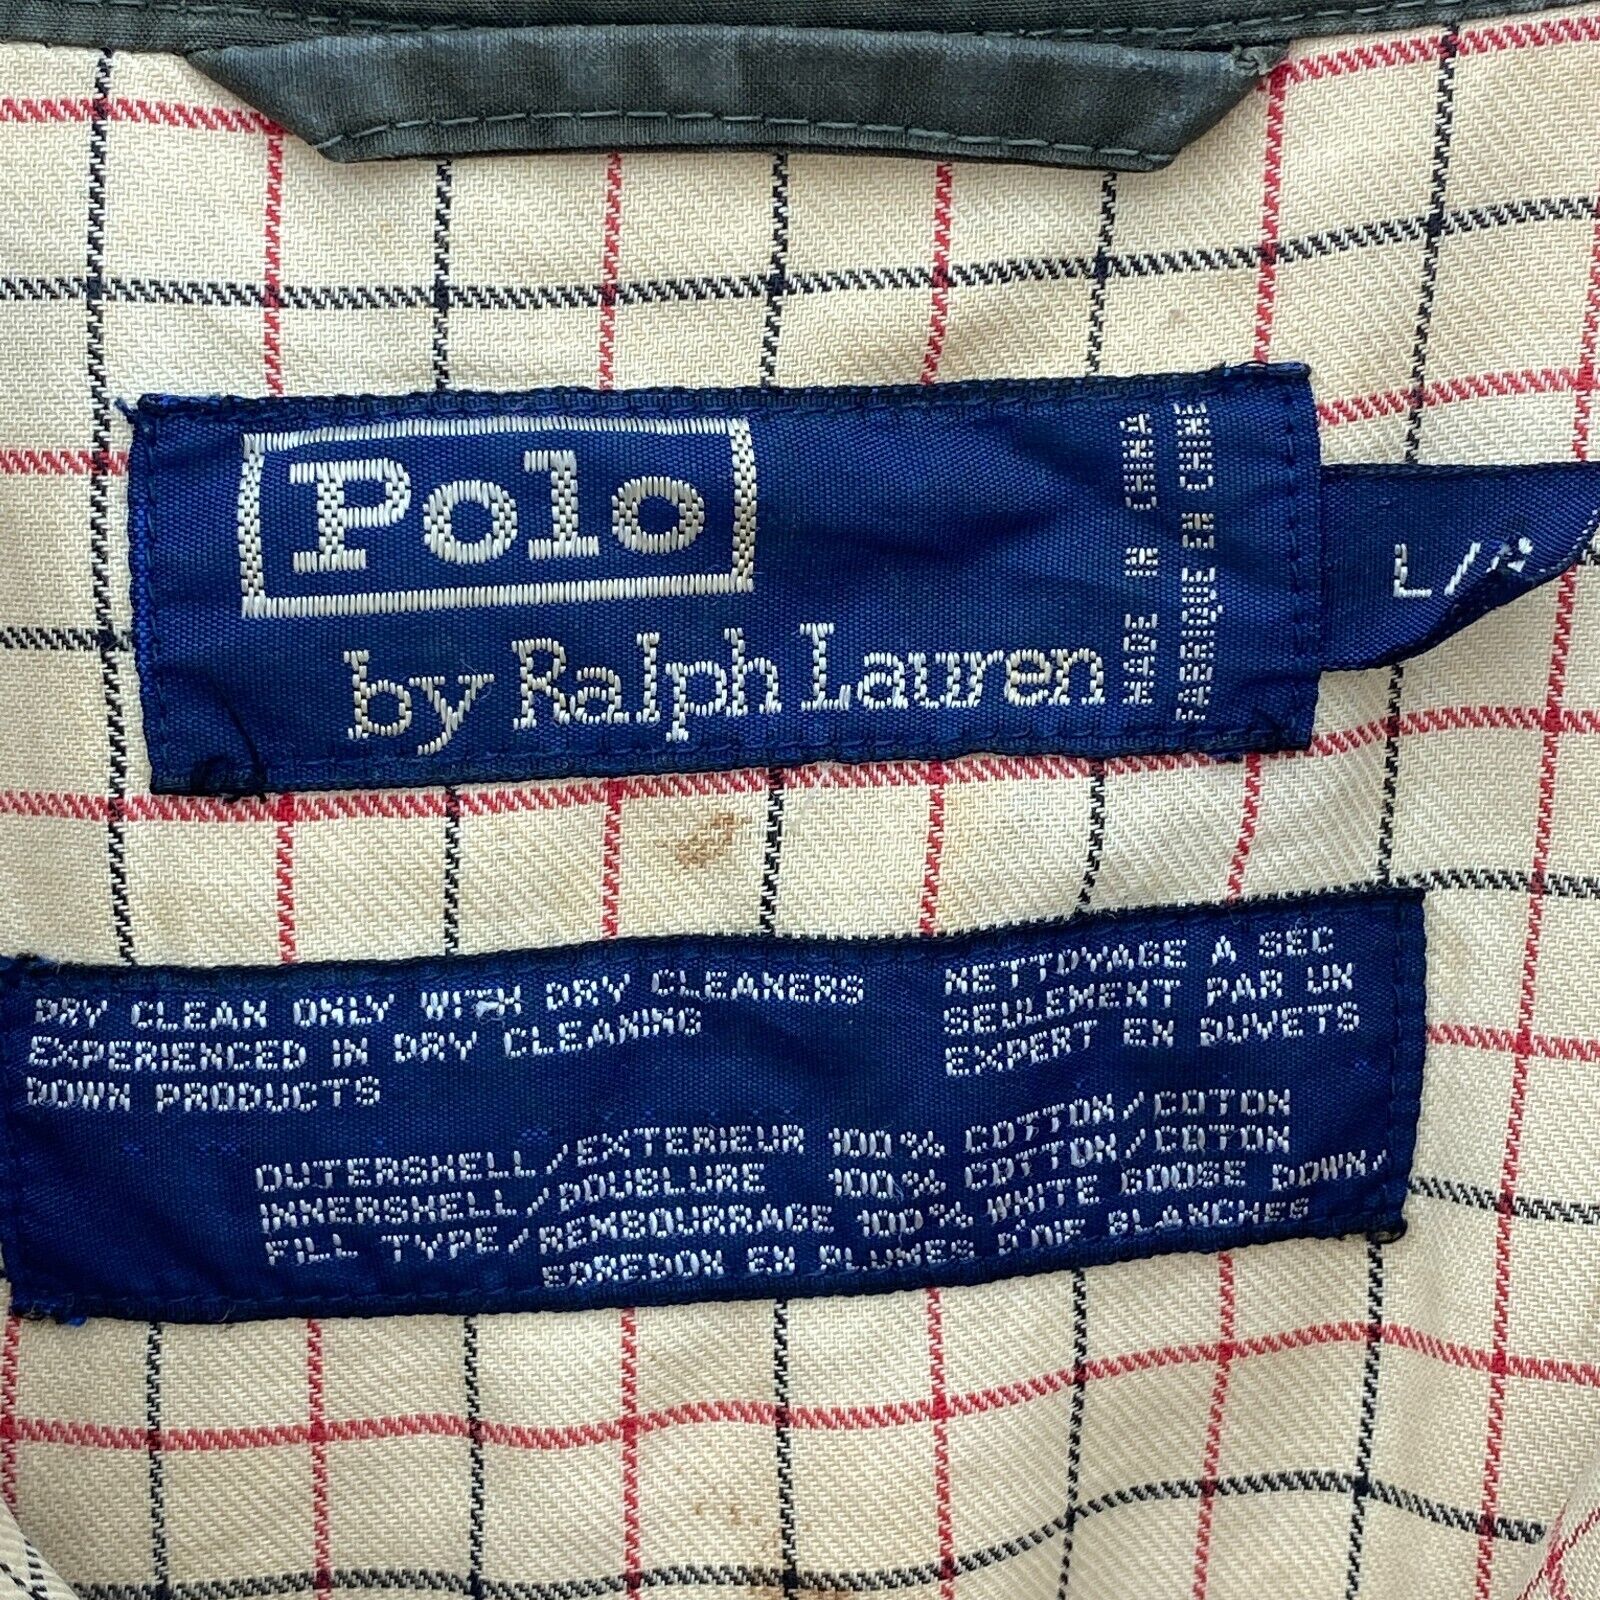 Polo
by Ralph Lauren
MADE IN CHINA
FABRIQUE EN CHINE
L/
DRY CLEAN ONLY WITH DRY CLEANERS
EXPERIENCED IN DRY CLEANING
DOWN PRODUCTS
NETTOYAGE A SEC
SEULEMENT PAR UN
EXPERT EN DUVETS
OUTERSHELL/EXTERIEUR 100% COTTON/COTON
INNERSHELL/DOUBLURE 100% COTTON/COTON
FILL TYPE/REMBOURRAGE 100% WHITE GOOSE DOWN/
EDREDON EN PLUMES D'OIE BLANCHES